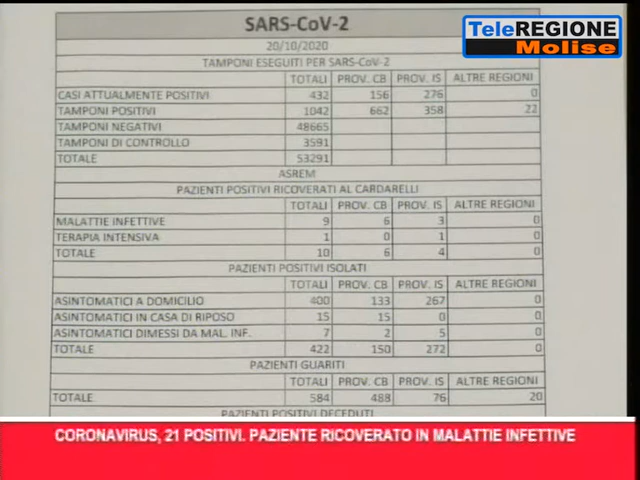 SARS-CoV-2
TeleREGIONE
Molise
20/10/2020
TAMPONI ESEGUITI PER SARS-CoV-2
TOTALI PROV. CB PROV. IS ALTRE REGIONI
CASI ATTUALMENTE POSITIVI 432 156 276 0
TAMPONI POSITIVI 1042 662 358 22
TAMPONI NEGATIVI 48665
TAMPONI DI CONTROLLO 3591
TOTALE 53291
ASREM
PAZIENTI POSITIVI RICOVERATI AL CARDARELLI
TOTALI PROV. CB PROV. IS ALTRE REGIONI
MALATTIE INFETTIVE 9 6 3 0
TERAPIA INTENSIVA 1 0 1 0
TOTALE 10 6 4 0
PAZIENTI POSITIVI ISOLATI
TOTALI PROV. CB PROV. IS ALTRE REGIONI
ASINTOMATICI A DOMICILIO 400 133 267 0
ASINTOMATICI IN CASA DI RIPOSO 15 15 0 0
ASINTOMATICI DIMESSI DA MAL. INF. 7 2 5 0
TOTALE 422 150 272 0
PAZIENTI GUARITI
TOTALI PROV. CB PROV. IS ALTRE REGIONI
TOTALE 584 488 76 20
PAZIENTI POSITIVI DECEDUTI
CORONAVIRUS, 21 POSITIVI. PAZIENTE RICOVERATO IN MALATTIE INFETTIVE